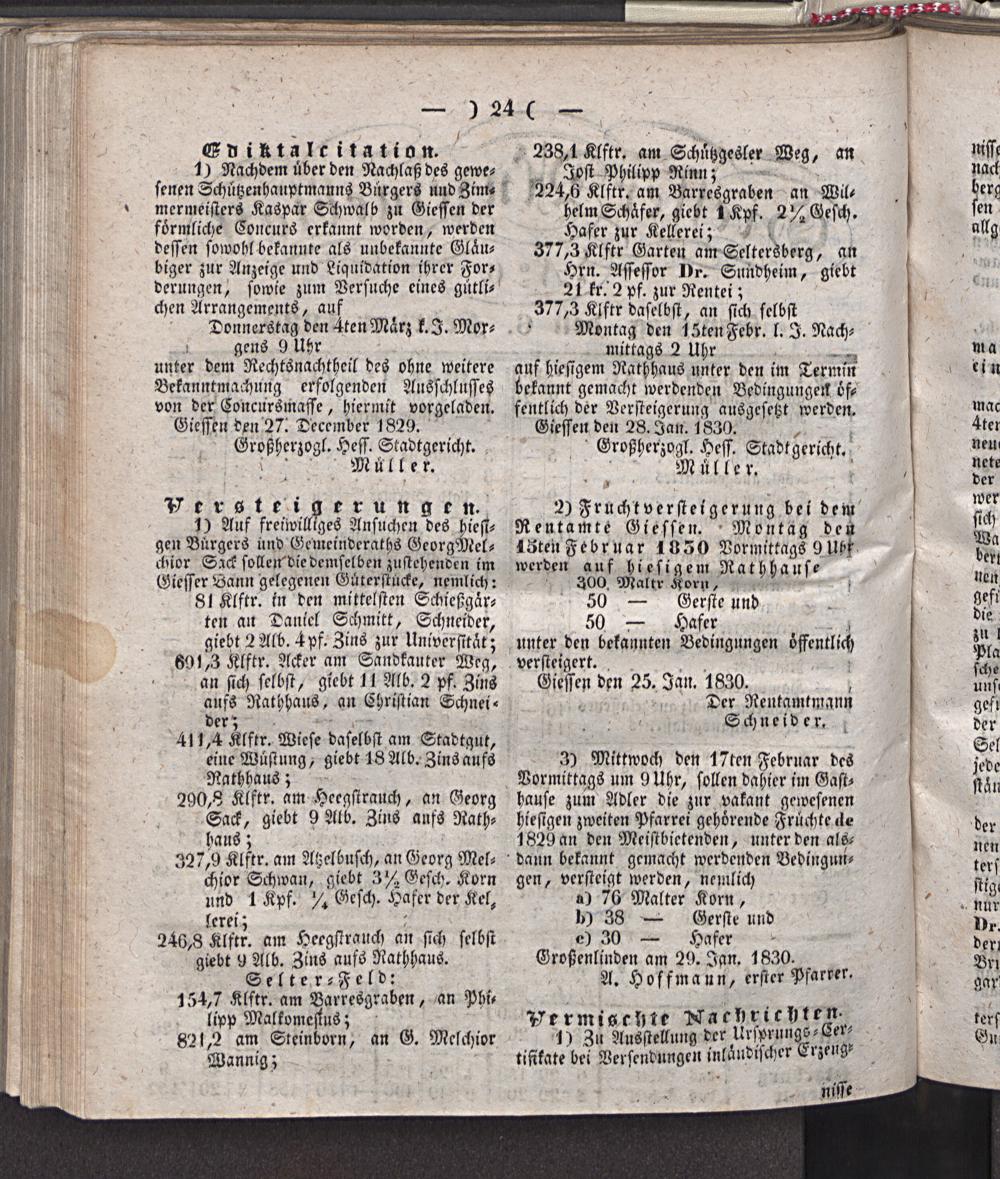 — ) 24 ( —
Ediktalcitation.
1) Nachdem über den Nachlaß des gewe-
senen Schützenhauptmanns Bürgers und Zim-
mermeisters Kaspar Schwalb zu Giessen der
förmliche Concurs erkannt worden, werden
dessen sowohl bekannte als unbekannte Gläu-
biger zur Anzeige und Liquidation ihrer For-
derungen, sowie zum Versuche eines gütli-
chen Arrangements, auf
Donnerstag den 4ten März k. J. Mor-
gens 9 Uhr
unter dem Rechtsnachtheil des ohne weitere
Bekanntmachung erfolgenden Ausschlusses
von der Concursmasse, hiermit vorgeladen.
Giessen den 27. December 1829.
Großherzogl. Hess. Stadtgericht.
Müller.
Versteigerungen.
1) Auf freiwilliges Ansuchen des hiesi-
gen Bürgers und Gemeinderaths Georg Mel-
chior Sack sollen die demselben zustehenden im
Giesser Bann gelegenen Güterstücke, nemlich:
81 Klftr. in den mittelsten Schießgär-
ten an Daniel Schmitt, Schneider,
giebt 2 Alb. 4 pf. Zins zur Universität;
691,3 Klftr. Acker am Sandkauter Weg,
an sich selbst, giebt 11 Alb. 2 pf. Zins
aufs Rathhaus, an Christian Schnei-
der;
411,4 Klftr. Wiese daselbst am Stadtgut,
eine Wüstung, giebt 18 Alb. Zins aufs
Rathhaus;
290,8 Klftr. am Heegstrauch, an Georg
Sack, giebt 9 Alb. Zins aufs Rath-
haus;
327,9 Klftr. am Atzelbusch, an Georg Mel-
chior Schwan, giebt 3½ Gesch. Korn
und 1 Kpf. ¼ Gesch. Hafer der Kel-
lerei;
246,8 Klftr. am Heegstrauch an sich selbst
giebt 9 Alb. Zins aufs Rathhaus.
Selter-Feld:
154,7 Klftr. am Barresgraben, an Phi-
lipp Malkomesius;
821,2 am Steinborn, an G. Melchior
Wannig;
238,1 Klftr. am Schützgesler Weg, an
Jost Philipp Rinn;
224,6 Klftr. am Barresgraben an Wil-
helm Schäfer, giebt 1 Kpf. 2½ Gesch.
Hafer zur Kellerei;
377,3 Klftr Garten am Seltersberg, an
Hrn. Assessor Dr. Sundheim, giebt
21 kr. 2 pf. zur Rentei;
377,3 Klftr daselbst, an sich selbst
Montag den 15ten Febr. l. J. Nach-
mittags 2 Uhr
auf hiesigem Rathhaus unter den im Termin
bekannt gemacht werdenden Bedingungen öf-
fentlich der Versteigerung ausgesetzt werden.
Giessen den 28. Jan. 1830.
Großherzogl. Hess. Stadtgericht.
Müller.
2) Fruchtversteigerung bei dem
Rentamte Giessen. Montag den
15ten Februar 1830 Vormittags 9 Uhr
werden auf hiesigem Rathhause
300 Maltr Korn,
50 — Gerste und
50 — Hafer
unter den bekannten Bedingungen öffentlich
versteigert.
Giessen den 25. Jan. 1830.
Der Rentamtmann
Schneider.
3) Mittwoch den 17ten Februar des
Vormittags um 9 Uhr, sollen dahier im Gast-
hause zum Adler die zur vakant gewesenen
hiesigen zweiten Pfarrei gehörende Früchte de
1829 an den Meistbietenden, unter den als-
dann bekannt gemacht werdenden Bedingun-
gen, versteigt werden, nemlich
a) 76 Malter Korn,
b) 38 — Gerste und
c) 30 — Hafer
Großenlinden am 29. Jan. 1830.
A. Hoffmann, erster Pfarrer.
Vermischte Nachrichten.
1) Zu Ausstellung der Ursprungs-Cer-
tifikate bei Versendungen inländischer Erzeug-
nisse